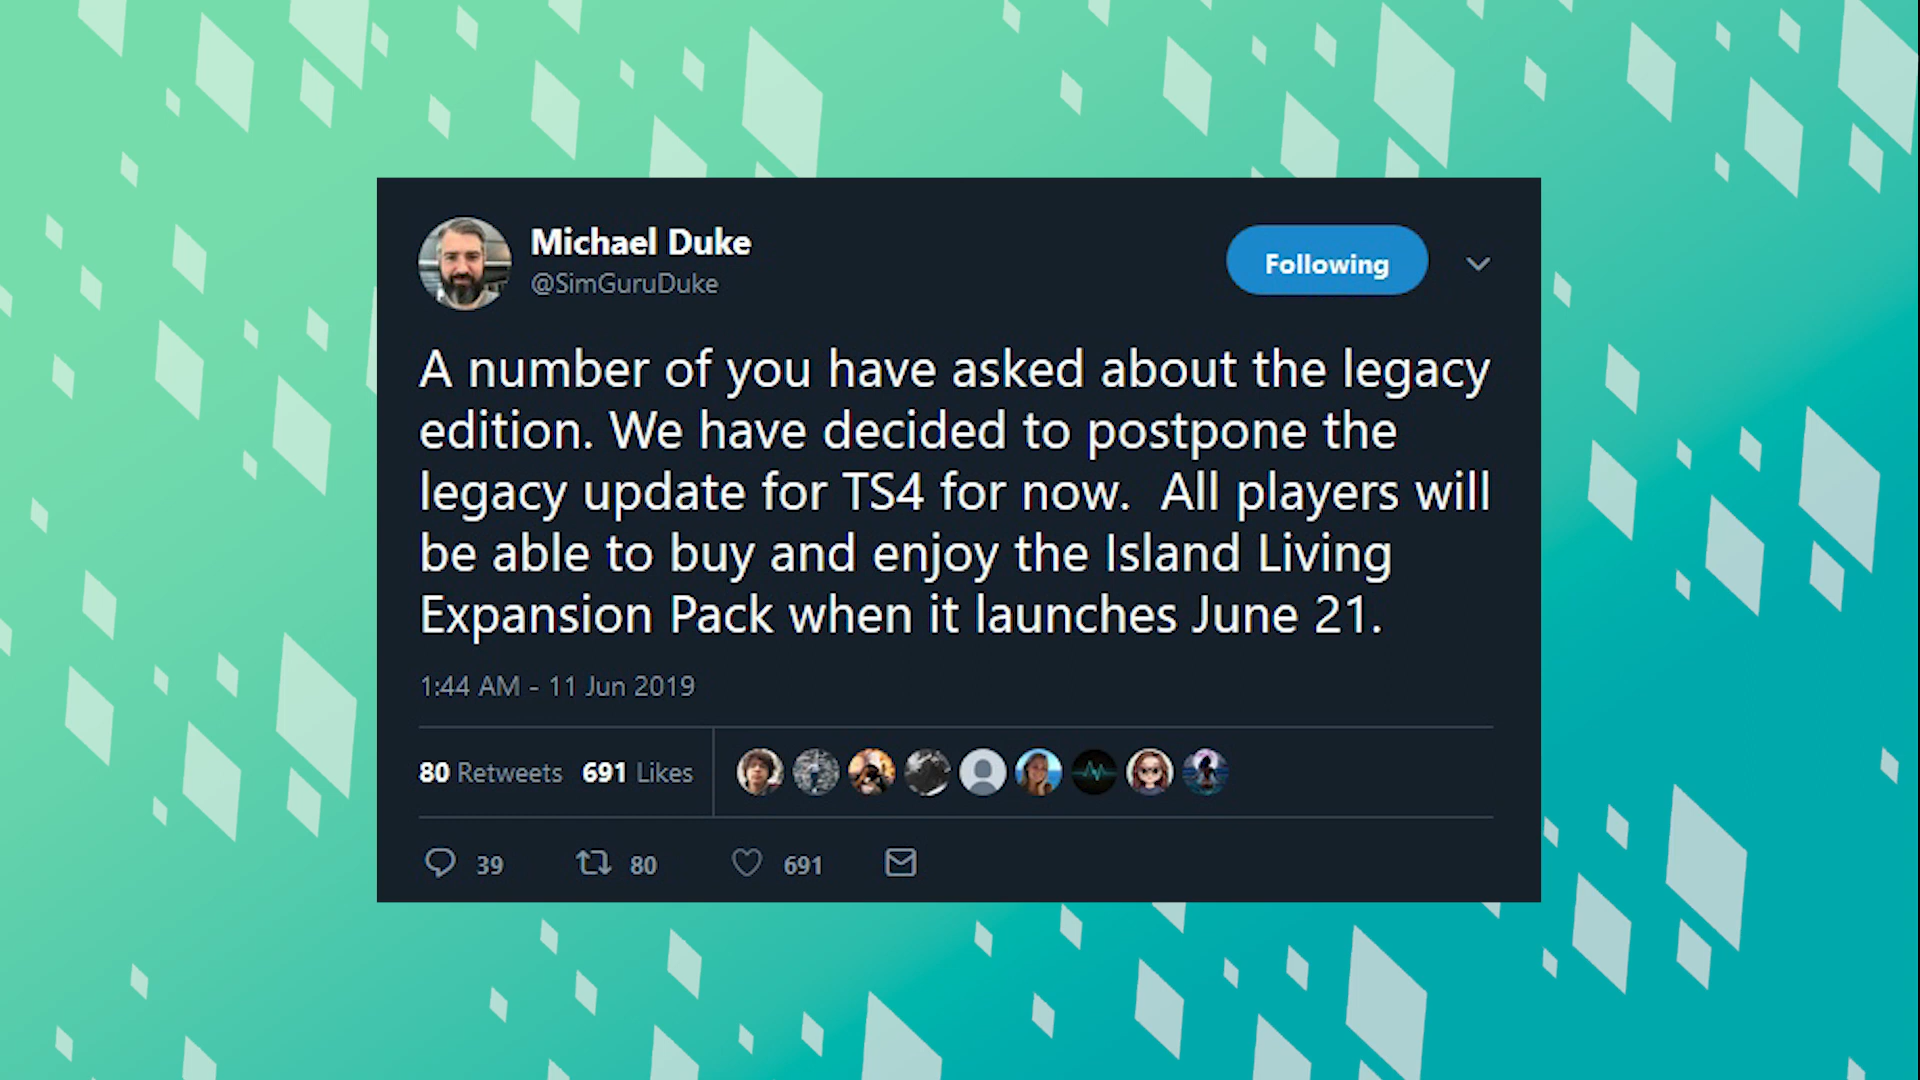 Michael Duke
@SimGuruDuke
Following
A number of you have asked about the legacy
edition. We have decided to postpone the
legacy update for TS4 for now.  All players will
be able to buy and enjoy the Island Living
Expansion Pack when it launches June 21.
1:44 AM - 11 Jun 2019
80 Retweets 691 Likes
39 80 691